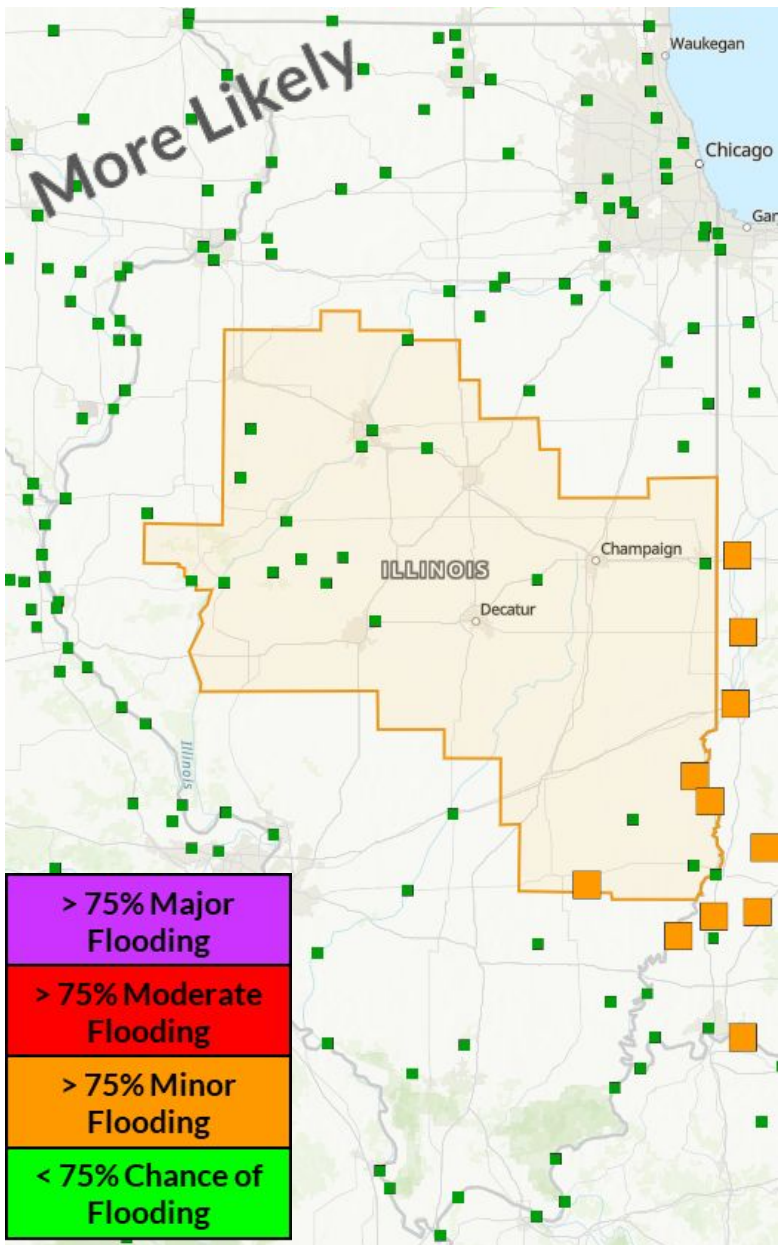 More Likely
Waukegan
Chicago
Gar
Champaign
ILLINOIS
Decatur
Illinois
> 75% Major
Flooding
> 75% Moderate
Flooding
> 75% Minor
Flooding
< 75% Chance of
Flooding